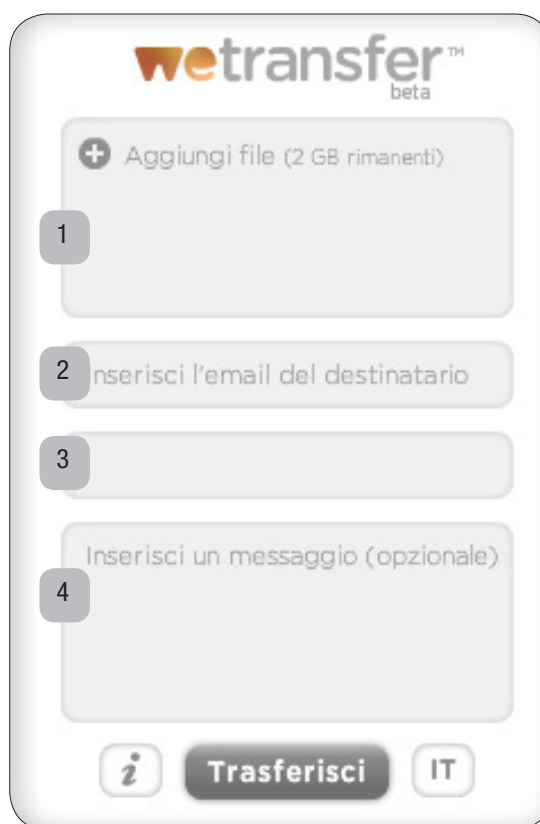 wetransfer™
beta
Aggiungi file (2 GB rimanenti)
1
2 nserisci l'email del destinatario
3
Inserisci un messaggio (opzionale)
4
i Trasferisci IT